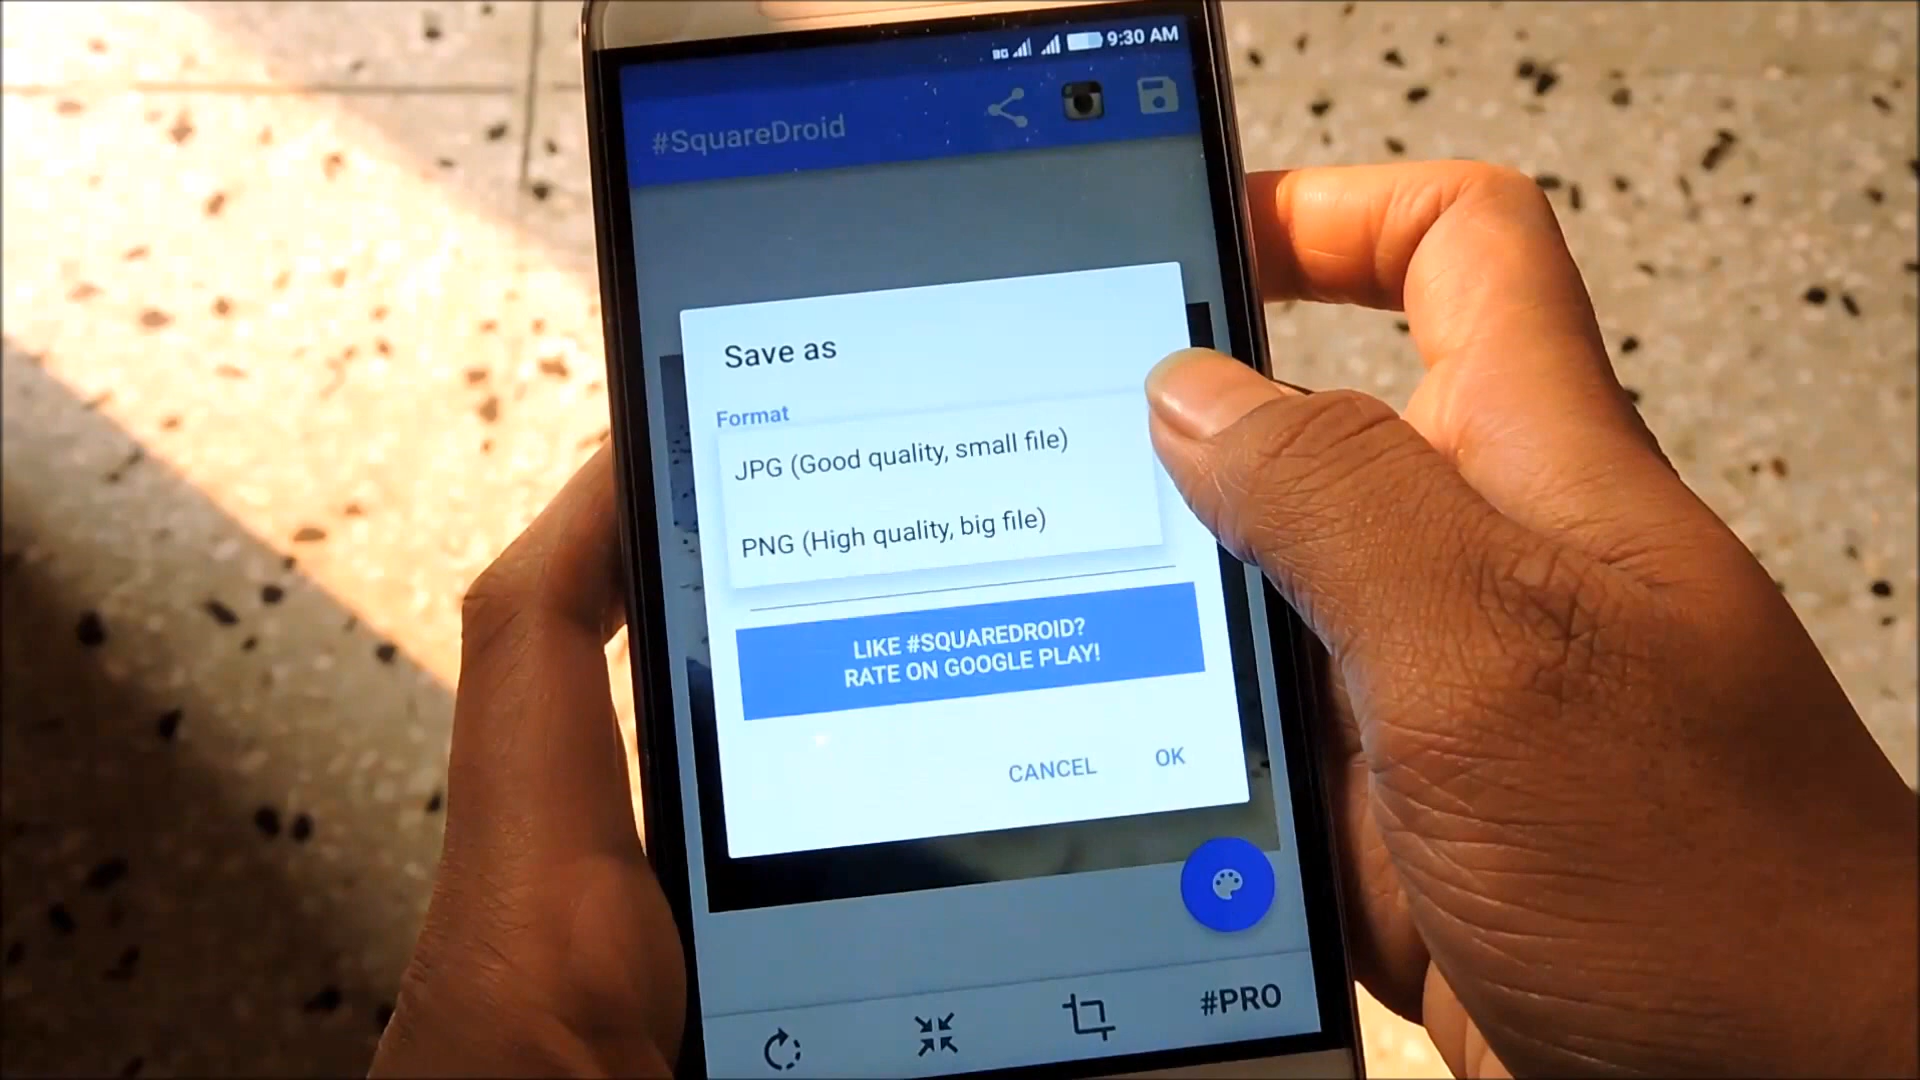 3G 9:30 AM
#SquareDroid
Save as
Format
JPG (Good quality, small file)
PNG (High quality, big file)
LIKE #SQUAREDROID?
RATE ON GOOGLE PLAY!
CANCEL OK
#PRO